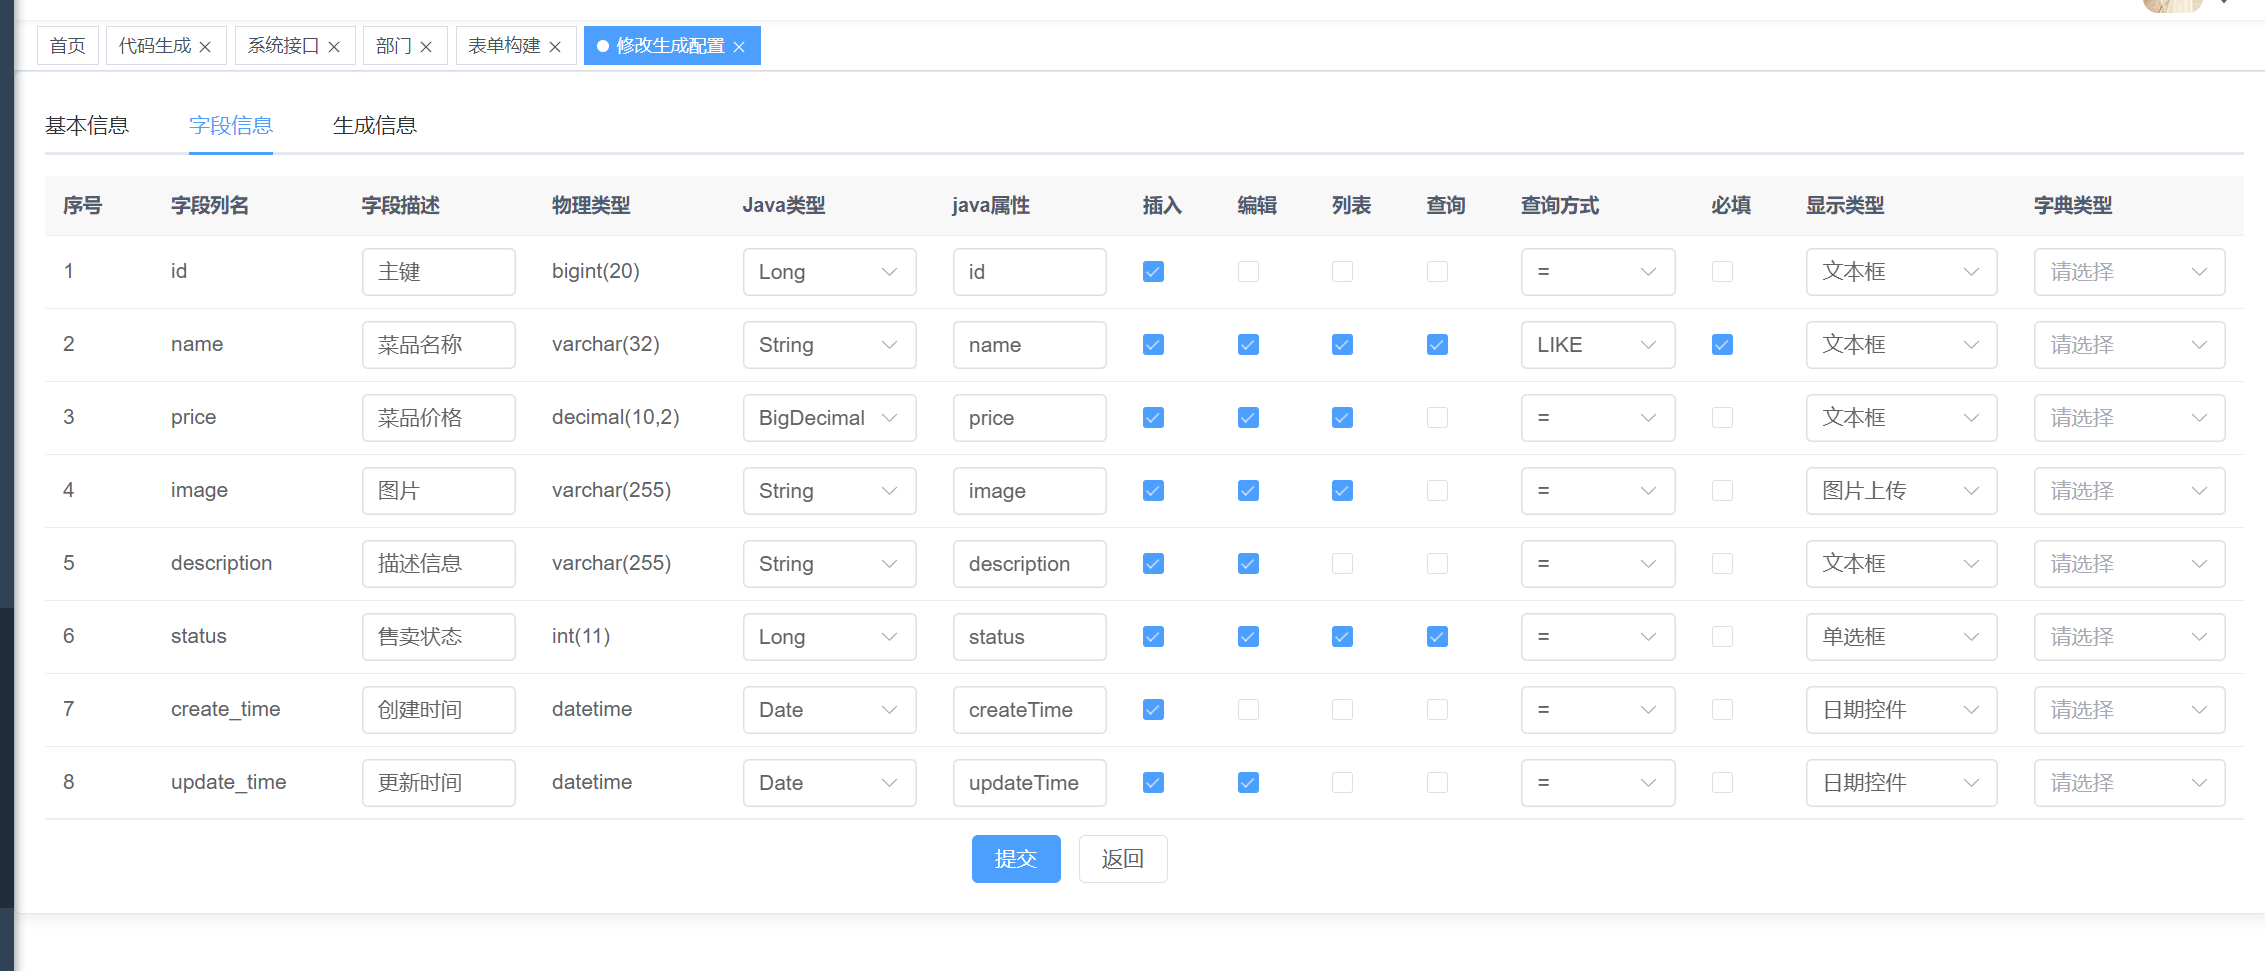 首页 代码生成 系统接口 部门 表单构建 修改生成配置
基本信息 字段信息 生成信息
序号 字段列名 字段描述 物理类型 Java类型 java属性 插入 编辑 列表 查询 查询方式 必填 显示类型 字典类型
1 id 主键 bigint(20) Long id = 文本框 请选择
2 name 菜品名称 varchar(32) String name LIKE 文本框 请选择
3 price 菜品价格 decimal(10,2) BigDecimal price = 文本框 请选择
4 image 图片 varchar(255) String image = 图片上传 请选择
5 description 描述信息 varchar(255) String description = 文本框 请选择
6 status 售卖状态 int(11) Long status = 单选框 请选择
7 create_time 创建时间 datetime Date createTime = 日期控件 请选择
8 update_time 更新时间 datetime Date updateTime = 日期控件 请选择
提交 返回